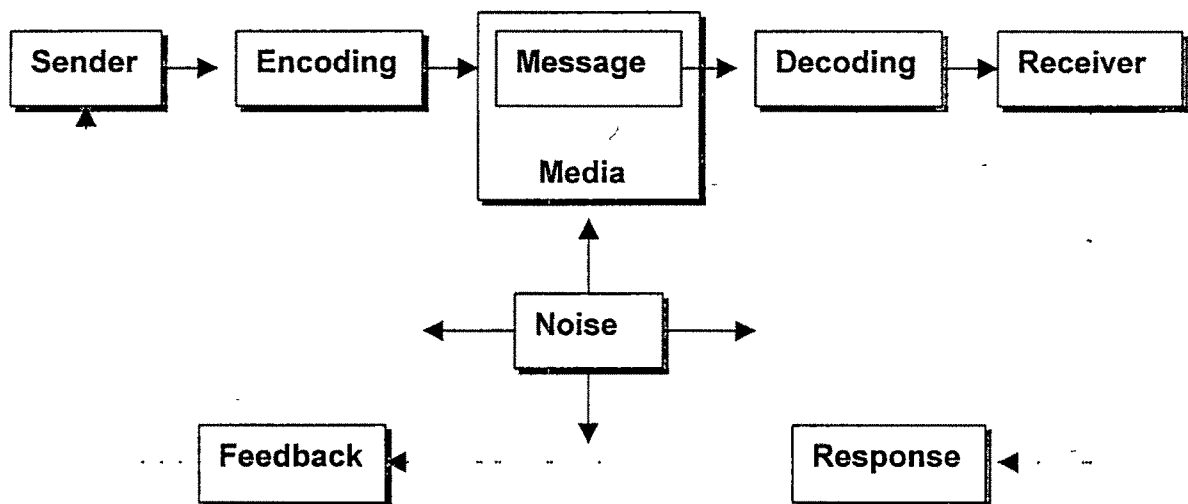 Sender
Encoding
Message
Decoding
Receiver
Media
Noise
Feedback
Response